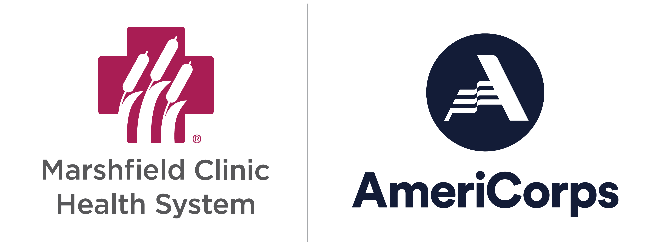 ®
Marshfield Clinic
Health System
A
AmeriCorps